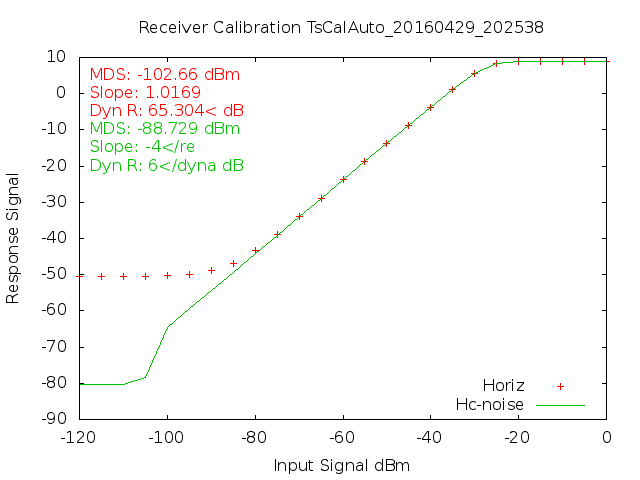 Receiver Calibration TsCalAuto_20160429_202538
10
0
-10
-20
-30
-40
-50
-60
-70
-80
-90
Response Signal
MDS: -102.66 dBm
Slope: 1.0169
Dyn R: 65.304< dB
MDS: -88.729 dBm
Slope: -4</re
Dyn R: 6</dyna dB
Horiz
Hc-noise
-120 -100 -80 -60 -40 -20 0
Input Signal dBm